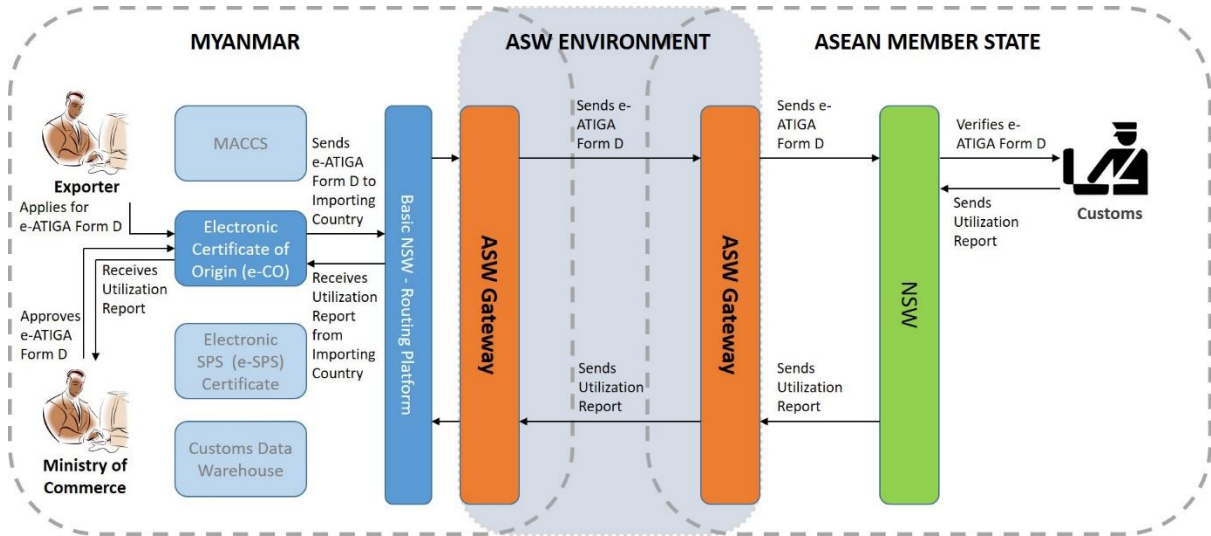 MYANMAR
ASW ENVIRONMENT
ASEAN MEMBER STATE
Exporter
Applies for
e-ATIGA Form D
Receives
Utilization
Report
Approves
e-ATIGA
Form D
Ministry of
Commerce
MACCS
Electronic
Certificate of
Origin (e-CO)
Electronic
SPS (e-SPS)
Certificate
Customs Data
Warehouse
Sends
e-ATIGA
Form D to
Importing
Country
Receives
Utilization
Report
from
Importing
Country
Basic NSW - Routing Platform
ASW Gateway
Sends e-
ATIGA
Form D
Sends
Utilization
Report
ASW Gateway
Sends e-
ATIGA
Form D
Sends
Utilization
Report
NSW
Verifies e-
ATIGA Form D
Sends
Utilization
Report
Customs